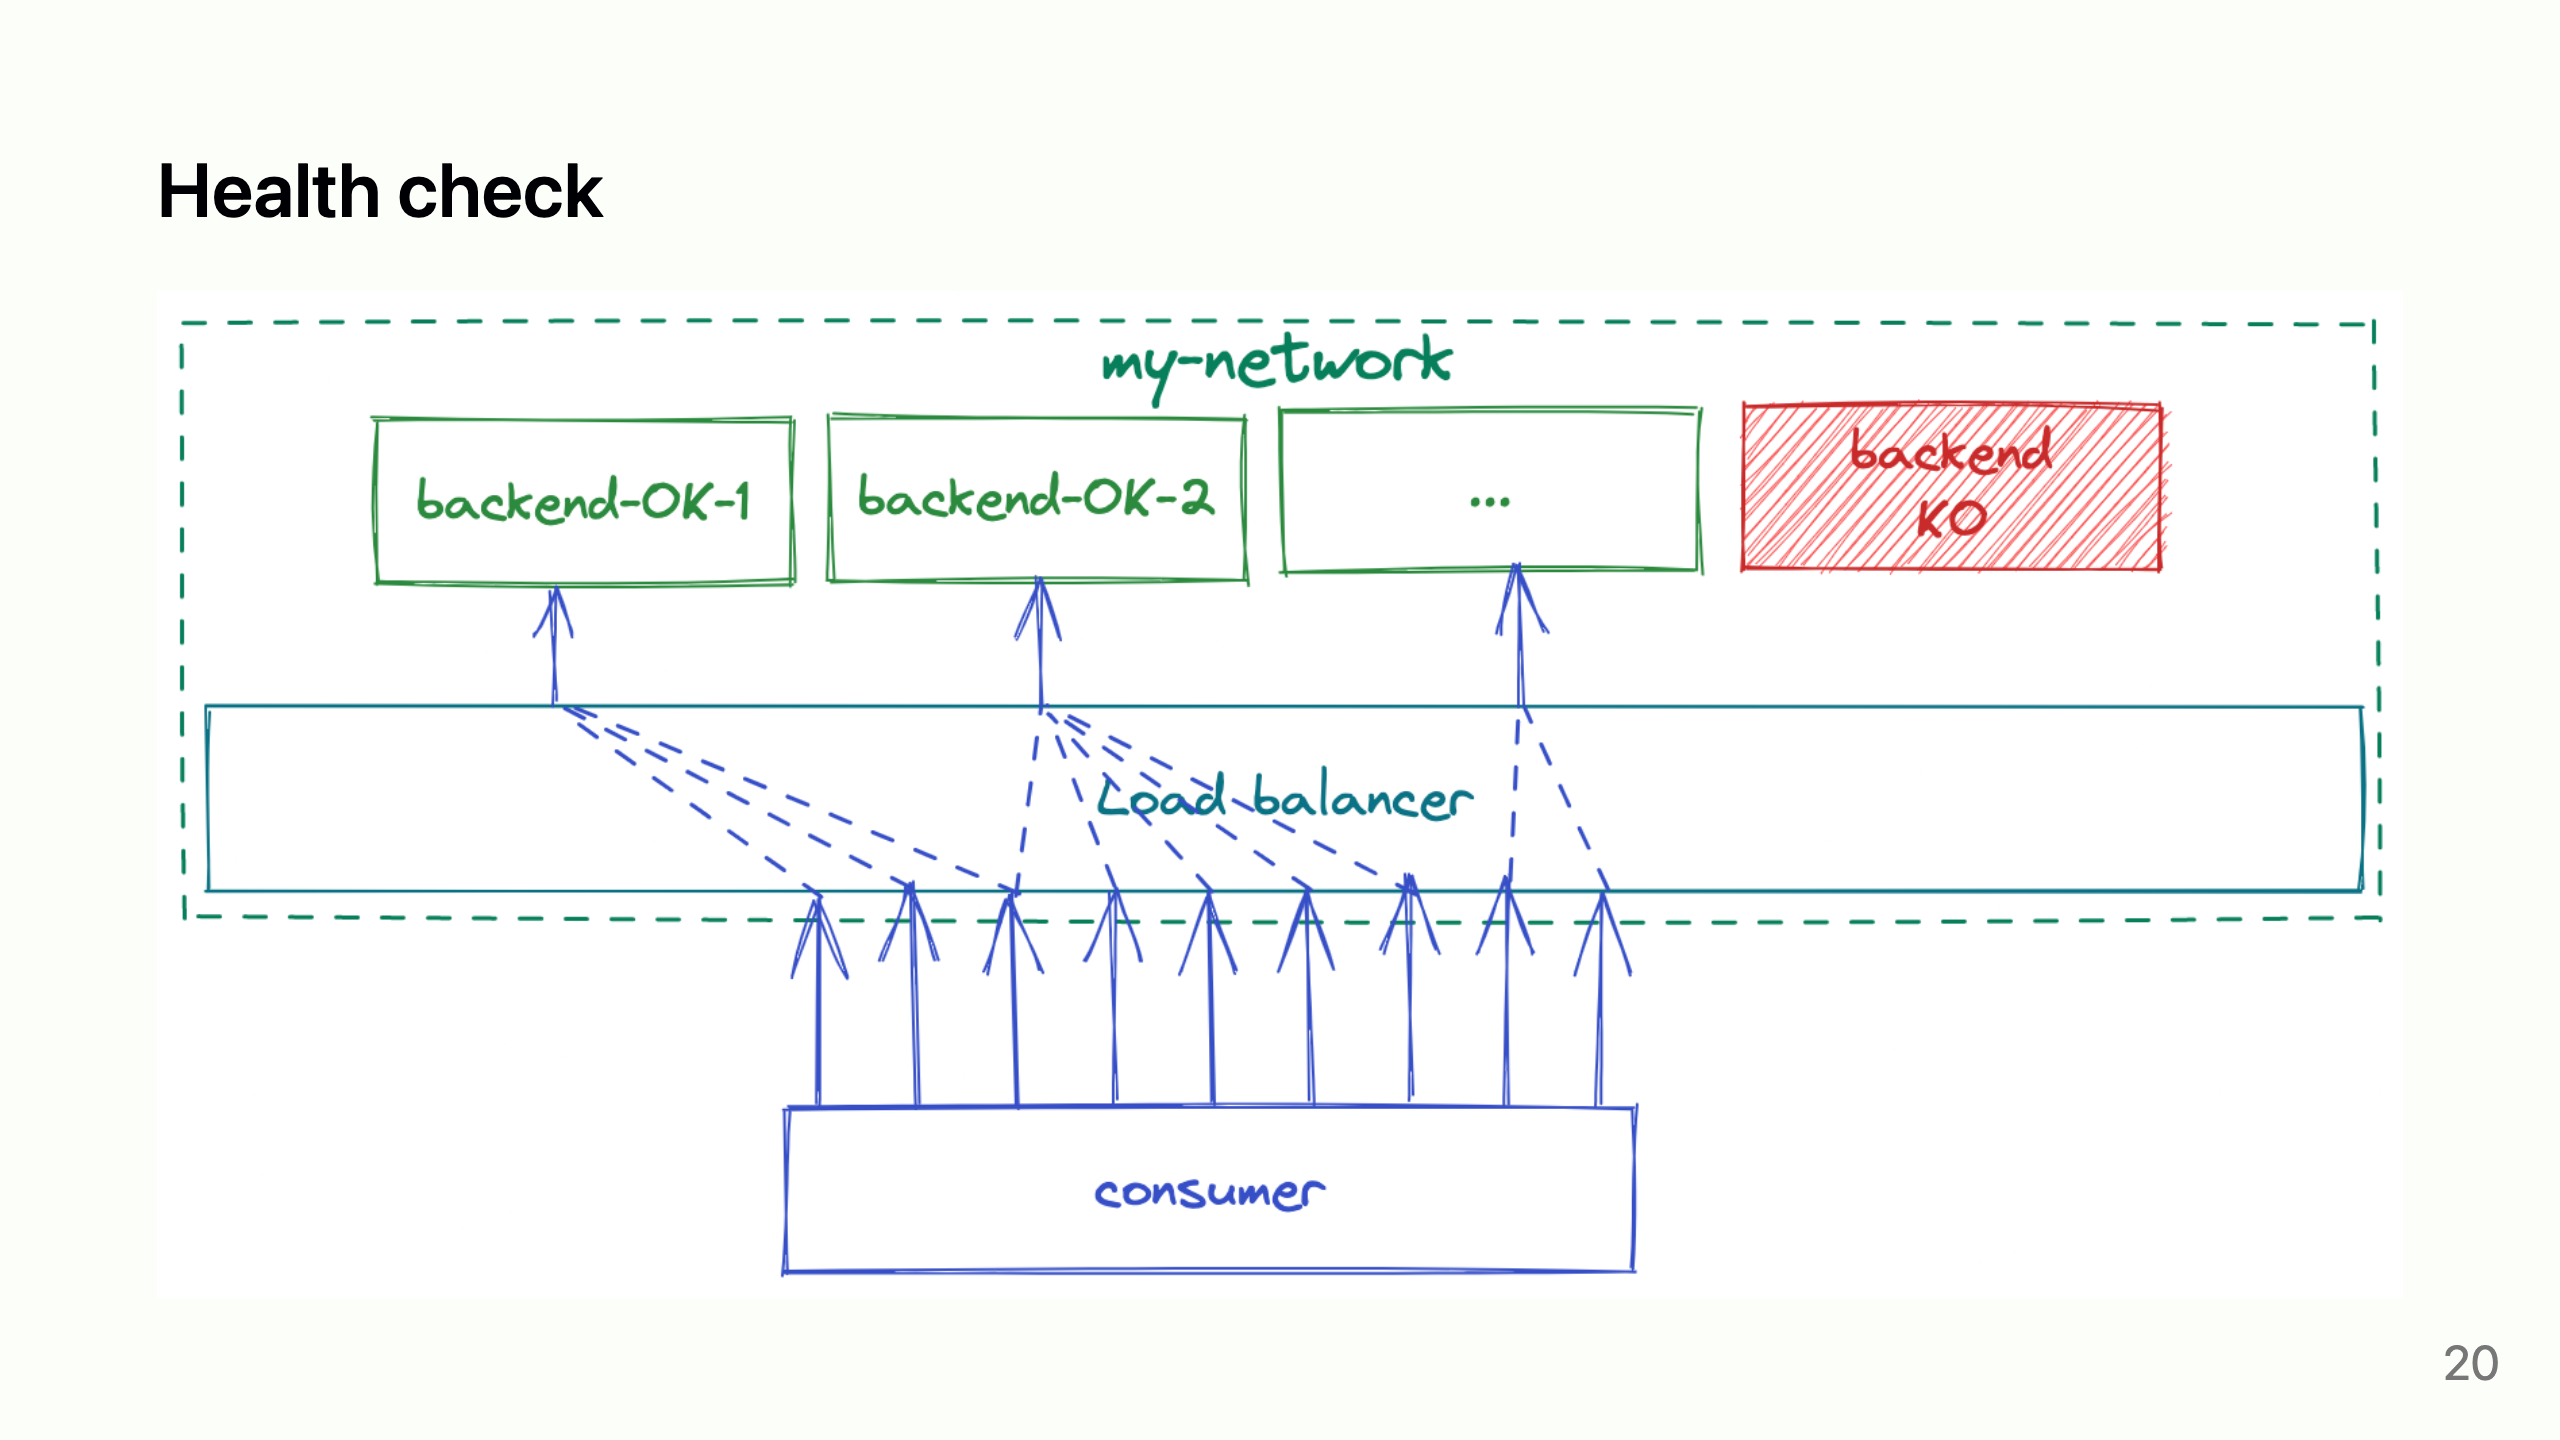 Health check
my-network
backend-OK-1
backend-OK-2
...
backend
KO
Load balancer
consumer
20